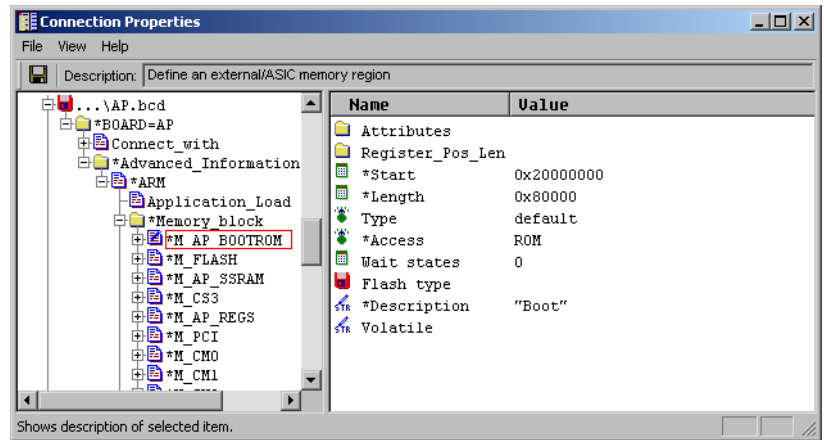 Connection Properties
File View Help
Description: Define an external/ASIC memory region
...\AP.bcd
*BOARD=AP
Connect_with
*Advanced_Information
*ARM
Application_Load
*Memory_block
*M_AP_BOOTROM
*M_FLASH
*M_AP_SSRAM
*M_CS3
*M_AP_REGS
*M_PCI
*M_CM0
*M_CM1
Name Value
Attributes
Register_Pos_Len
*Start 0x20000000
*Length 0x80000
Type default
*Access ROM
Wait states 0
Flash type
STR *Description "Boot"
STR Volatile
Shows description of selected item.